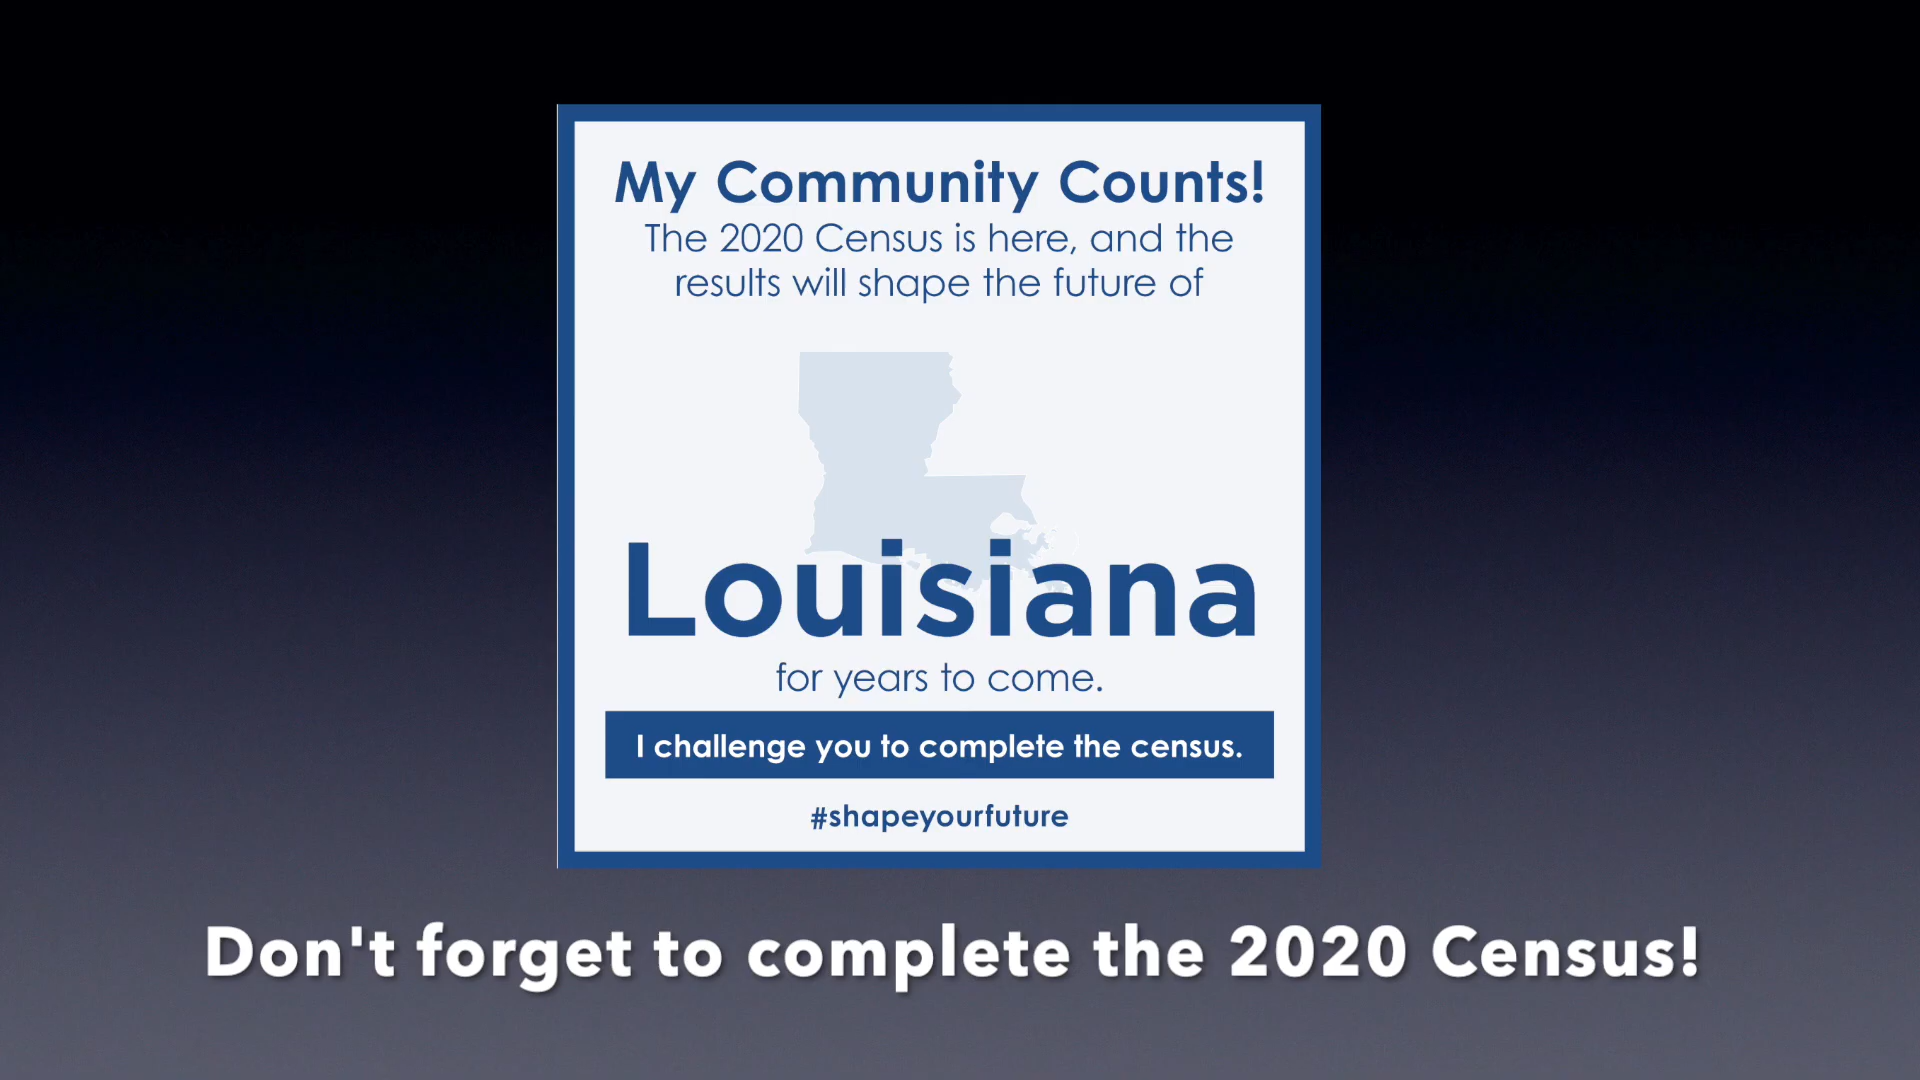 My Community Counts!
The 2020 Census is here, and the
results will shape the future of
Louisiana
for years to come.
I challenge you to complete the census.
#shapeyourfuture
Don't forget to complete the 2020 Census!